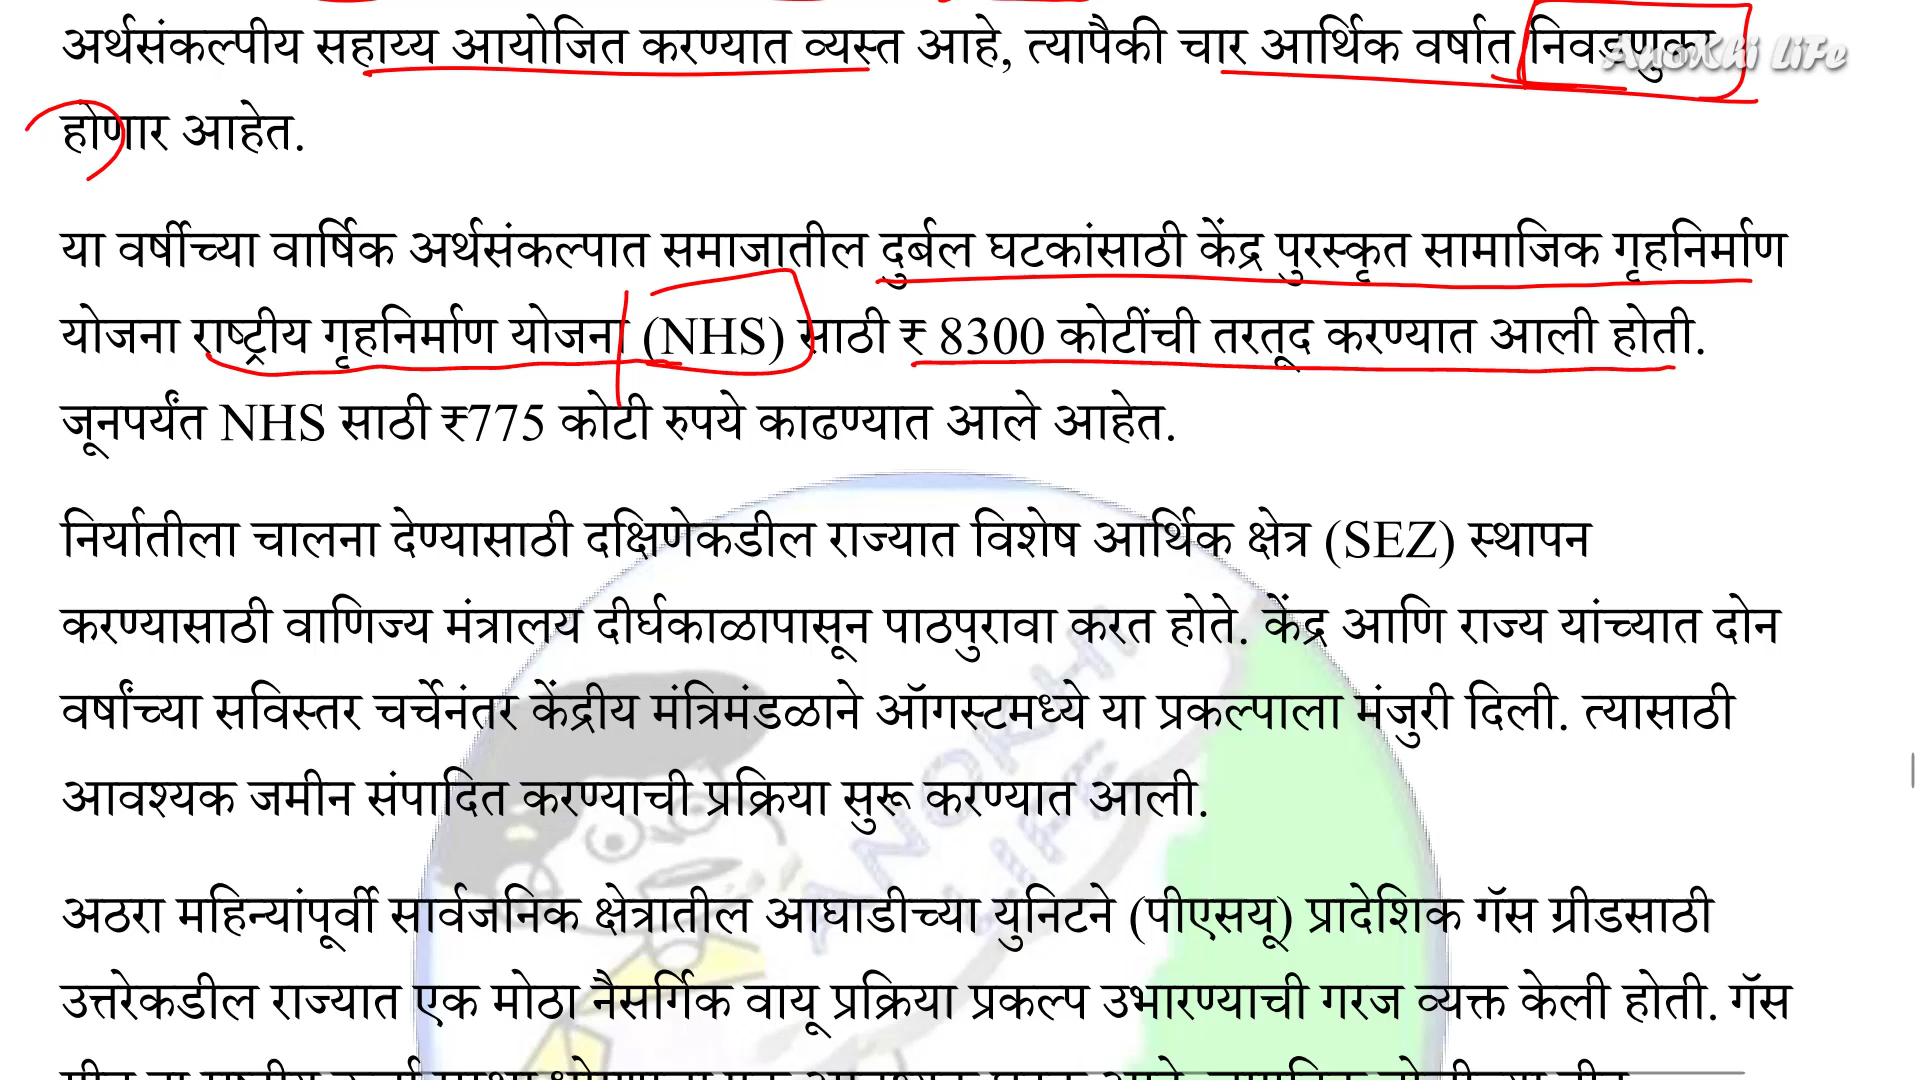 अर्थसंकल्पीय सहाय्य आयोजित करण्यात व्यस्त आहे, त्यापैकी चार आर्थिक वर्षात निवडणुका
AnoKhi LiFe
होणार आहेत.
या वर्षीच्या वार्षिक अर्थसंकल्पात समाजातील दुर्बल घटकांसाठी केंद्र पुरस्कृत सामाजिक गृहनिर्माण
योजना राष्ट्रीय गृहनिर्माण योजना (NHS) साठी ₹ 8300 कोटींची तरतूद करण्यात आली होती.
जूनपर्यंत NHS साठी ₹775 कोटी रुपये काढण्यात आले आहेत.
निर्यातीला चालना देण्यासाठी दक्षिणेकडील राज्यात विशेष आर्थिक क्षेत्र (SEZ) स्थापन
करण्यासाठी वाणिज्य मंत्रालय दीर्घकाळापासून पाठपुरावा करत होते. केंद्र आणि राज्य यांच्यात दोन
वर्षांच्या सविस्तर चर्चेनंतर केंद्रीय मंत्रिमंडळाने ऑगस्टमध्ये या प्रकल्पाला मंजुरी दिली. त्यासाठी
आवश्यक जमीन संपादित करण्याची प्रक्रिया सुरू करण्यात आली.
ANOKHI
LIFE
अठरा महिन्यांपूर्वी सार्वजनिक क्षेत्रातील आघाडीच्या युनिटने (पीएसयू) प्रादेशिक गॅस ग्रीडसाठी
उत्तरेकडील राज्यात एक मोठा नैसर्गिक वायू प्रक्रिया प्रकल्प उभारण्याची गरज व्यक्त केली होती. गॅस